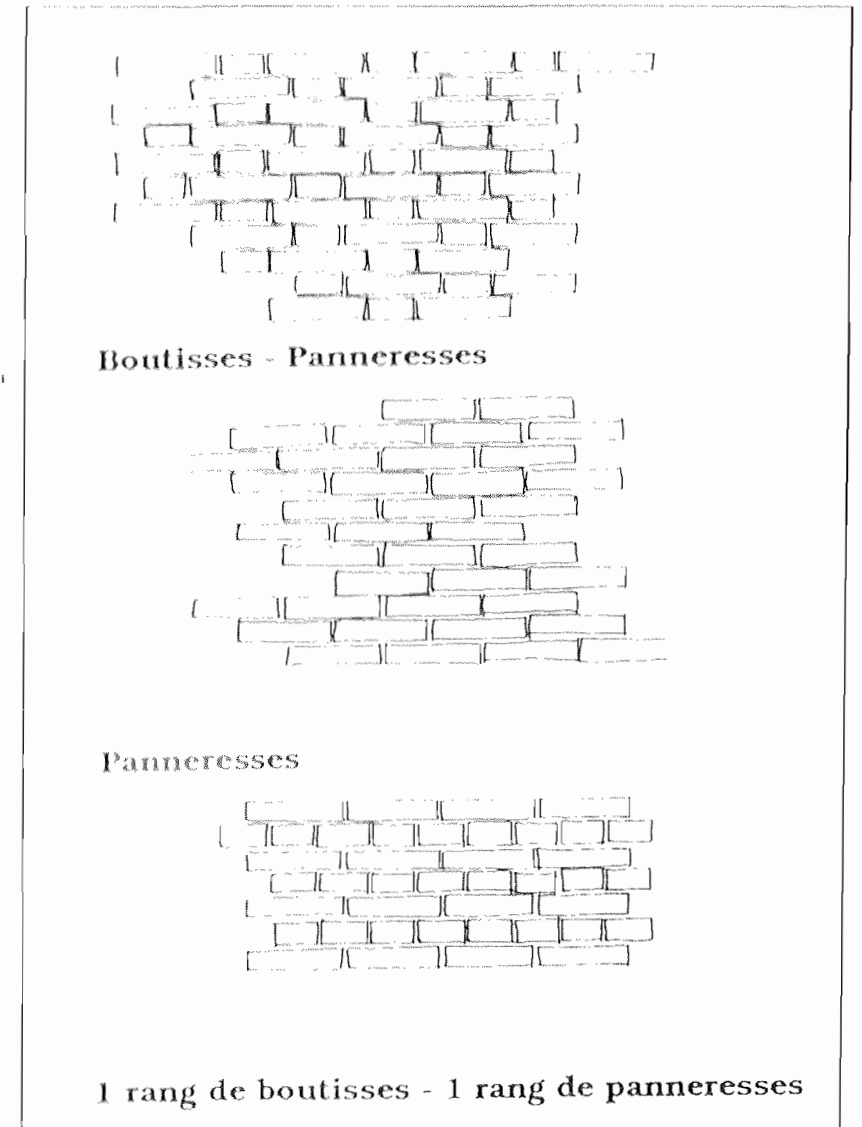 Boutisses - Panneresses
Panneresses
1 rang de boutisses - 1 rang de panneresses